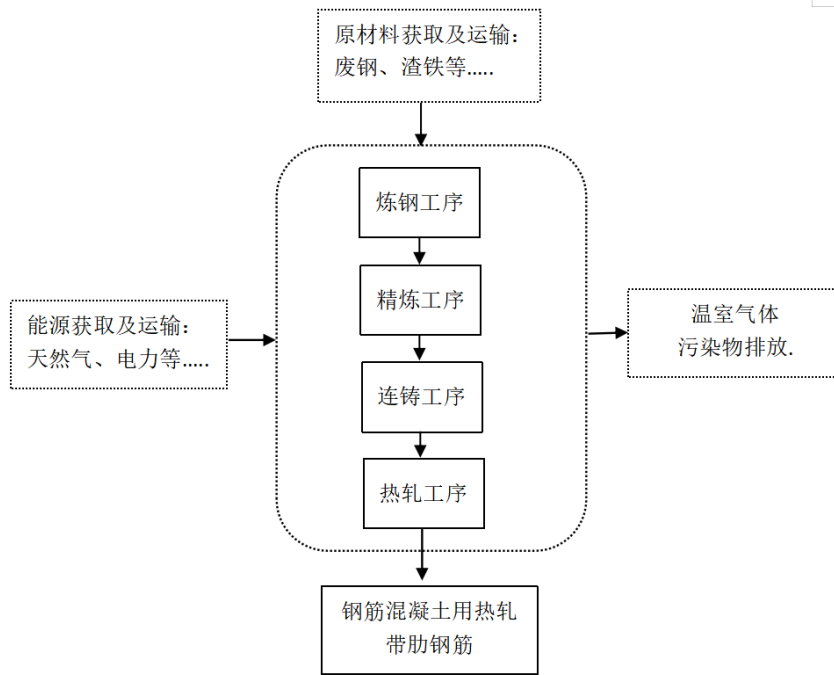 原材料获取及运输：
废钢、渣铁等.....
炼钢工序
精炼工序
能源获取及运输：
天然气、电力等.....
温室气体
污染物排放.
连铸工序
热轧工序
钢筋混凝土用热轧
带肋钢筋